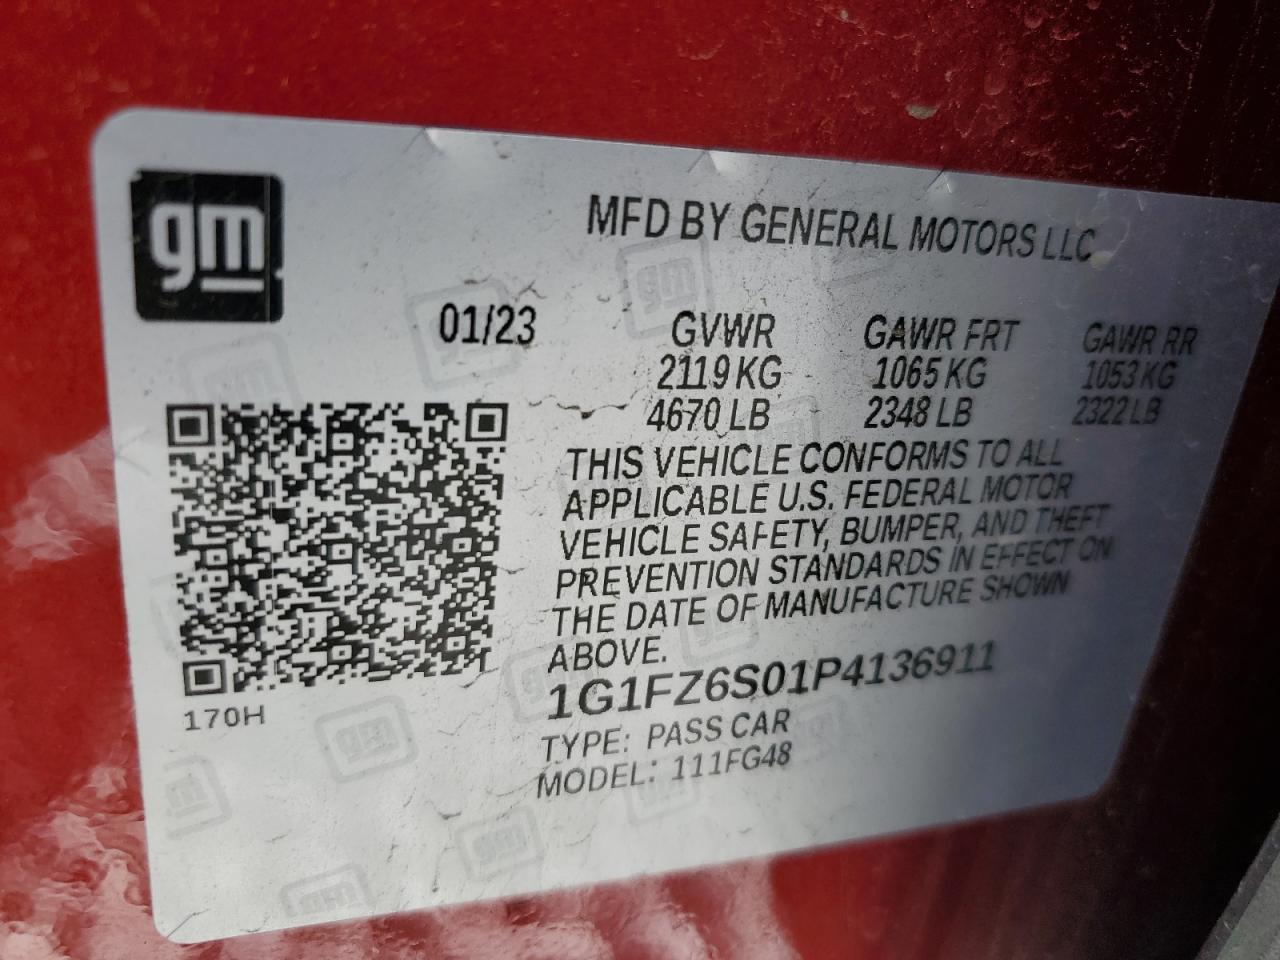 gm
MFD BY GENERAL MOTORS LLC
01/23 GVWR GAWR FRT GAWR RR
2119 KG 1065 KG 1053 KG
4670 LB 2348 LB 2322 LB
THIS VEHICLE CONFORMS TO ALL
APPLICABLE U.S. FEDERAL MOTOR
VEHICLE SAFETY, BUMPER, AND THEFT
PREVENTION STANDARDS IN EFFECT ON
THE DATE OF MANUFACTURE SHOWN
ABOVE.
1G1FZ6S01P4136911
170H
TYPE: PASS CAR
MODEL: 111FG48